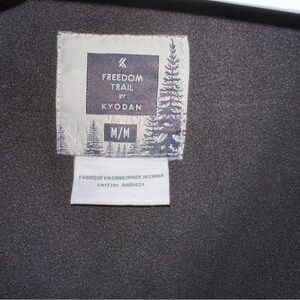 FREEDOM
TRAIL
BY
KYODAN
M/M
FABRIQUÉ EN CHINE/MADE IN CHINA